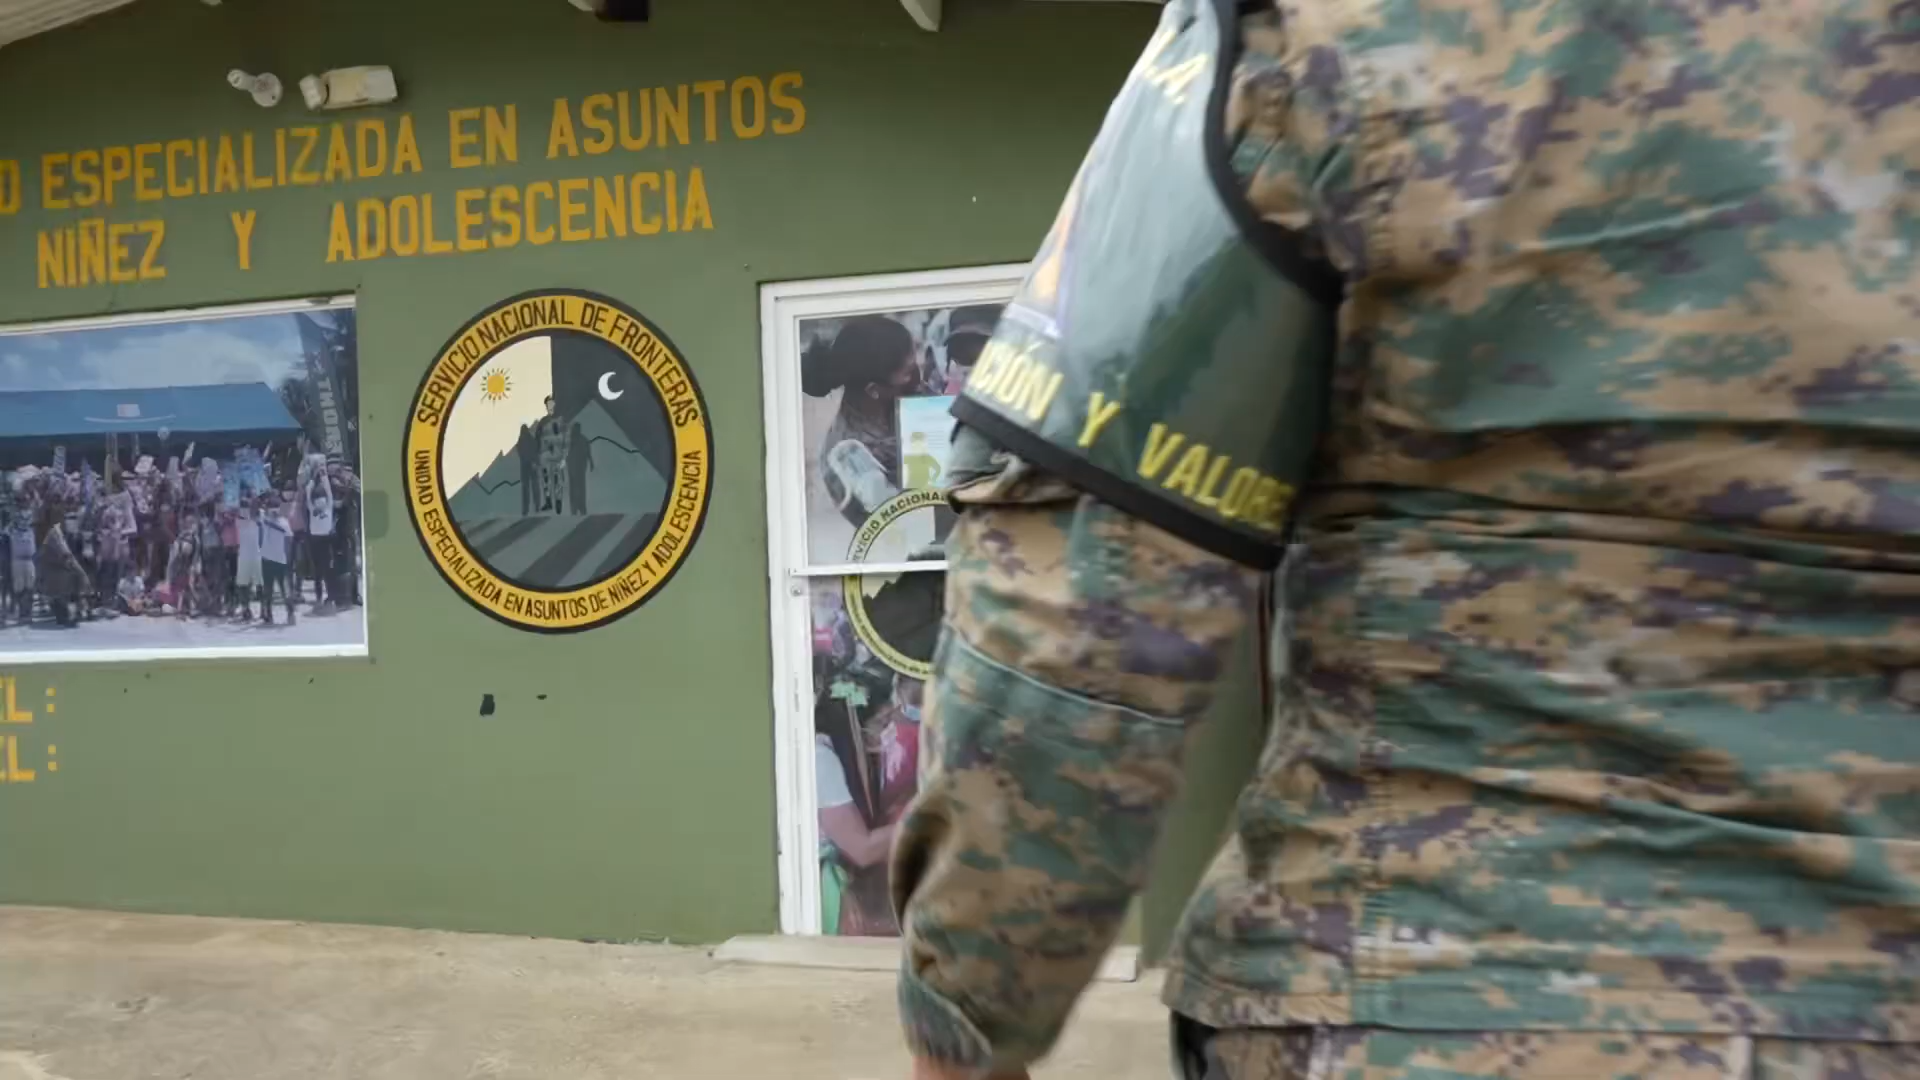 ESPECIALIZADA EN ASUNTOS
NIÑEZ Y ADOLESCENCIA
SERVICIO NACIONAL DE FRONTERAS
UNIDAD ESPECIALIZADA EN ASUNTOS DE NIÑEZ Y ADOLESCENCIA
EL :
EL :
NACIONAL
CIÓN Y VALORES